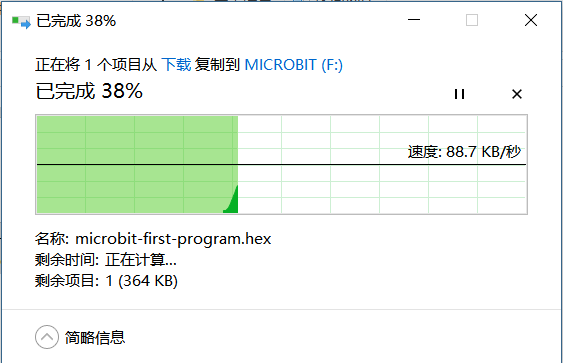 已完成 38%
正在将 1 个项目从 下载 复制到 MICROBIT (F:)
已完成 38%
速度: 88.7 KB/秒
名称: microbit-first-program.hex
剩余时间: 正在计算...
剩余项目: 1 (364 KB)
简略信息